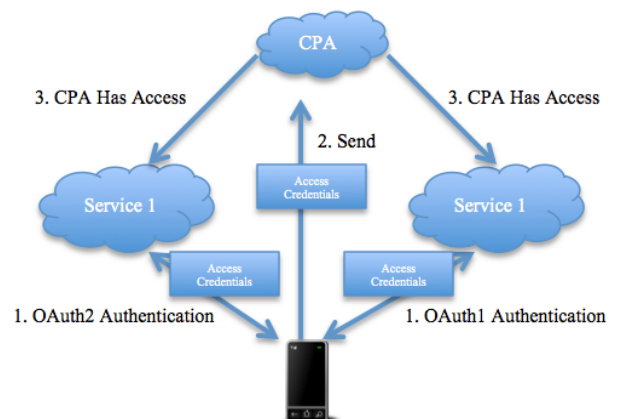 CPA
3. CPA Has Access
3. CPA Has Access
2. Send
Access
Credentials
Service 1
Service 1
Access
Credentials
Access
Credentials
1. OAuth2 Authentication
1. OAuth1 Authentication